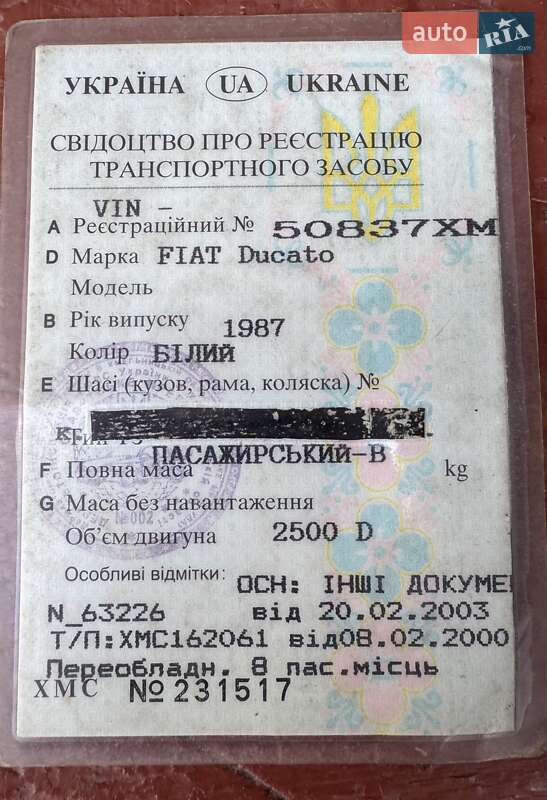 auto RIA.com
УКРАЇНА UA UKRAINE
СВІДОЦТВО ПРО РЕЄСТРАЦІЮ
ТРАНСПОРТНОГО ЗАСОБУ
VIN -
A Реєстраційний № 50837ХМ
D Марка FIAT Ducato
Модель
B Рік випуску 1987
Колір БІЛИЙ
E Шасі (кузов, рама, коляска) №
ПАСАЖИРСЬКИЙ-В
F Повна маса kg
G Маса без навантаження
Об'єм двигуна 2500 D
Особливі відмітки:
ОСН: ІНШІ ДОКУМЕ
N_63226 від 20.02.2003
Т/П:ХМС162061 від08.02.2000
Переобладн. 8 пас.місць
ХМС №231517